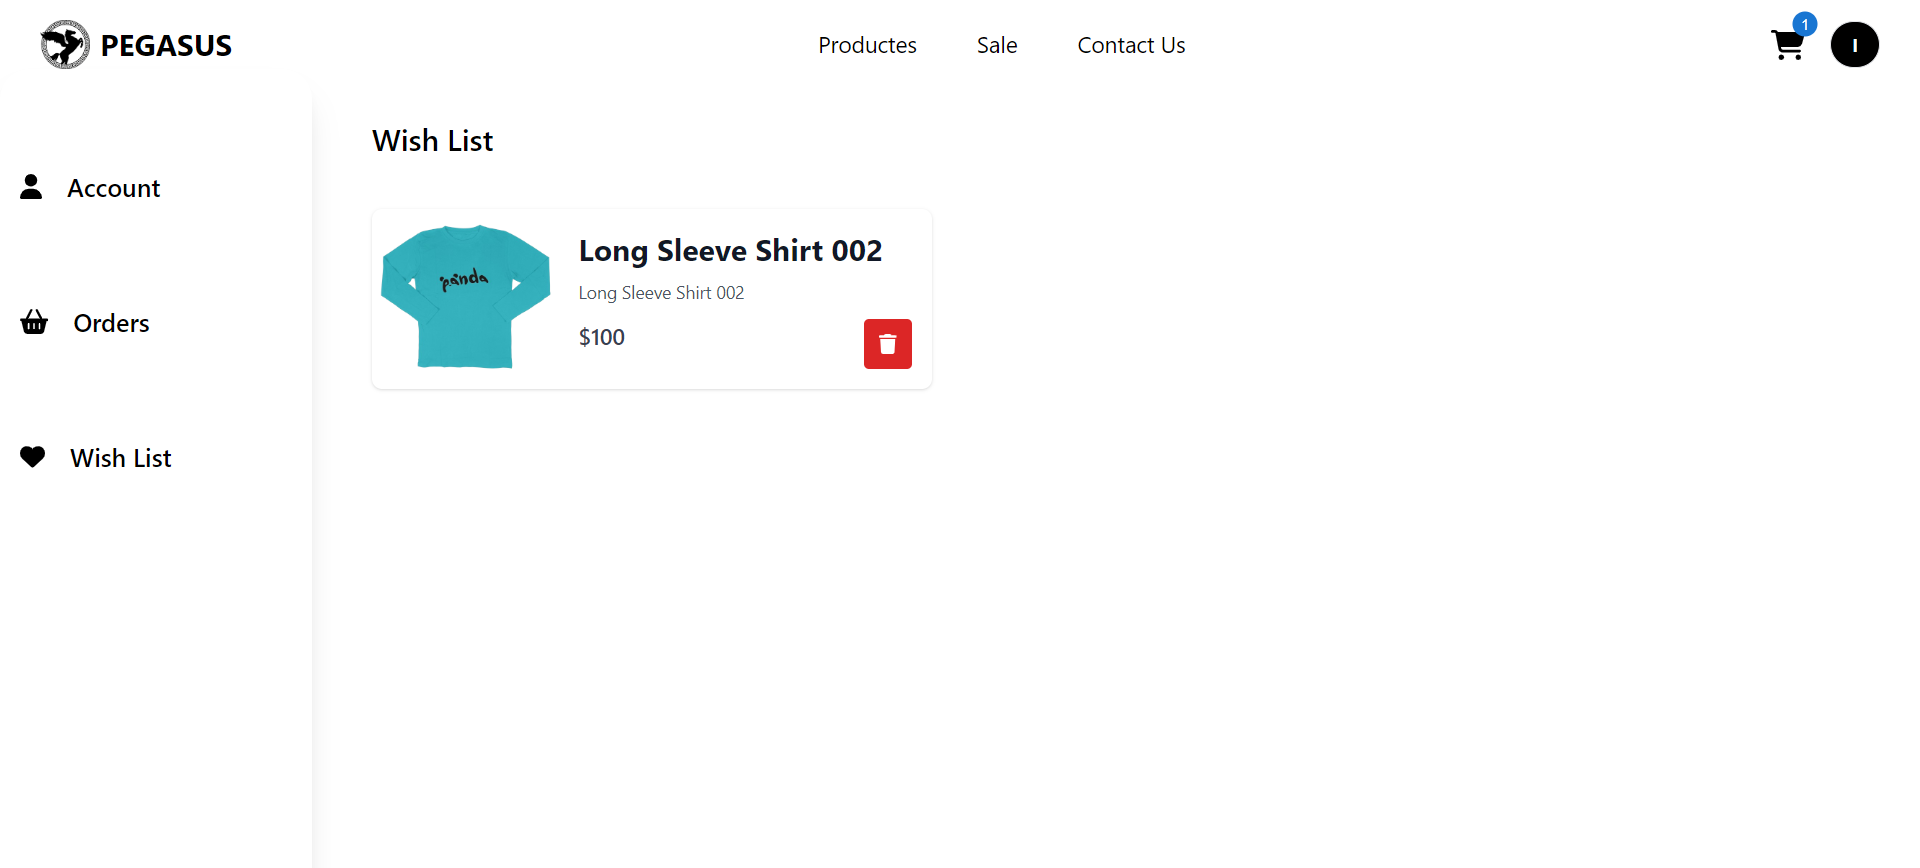 PEGASUS
Productes
Sale
Contact Us
1
I
Account
Orders
Wish List
Wish List
panda
Long Sleeve Shirt 002
Long Sleeve Shirt 002
$100